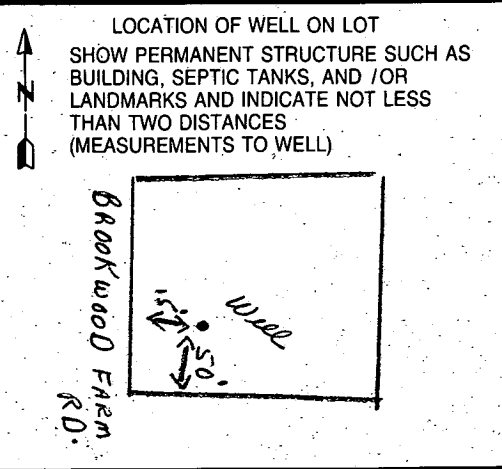 LOCATION OF WELL ON LOT
SHOW PERMANENT STRUCTURE SUCH AS
BUILDING, SEPTIC TANKS, AND /OR
LANDMARKS AND INDICATE NOT LESS
THAN TWO DISTANCES
(MEASUREMENTS TO WELL)
N
BROOKWOOD FARM
RD.
15'
Well
50'